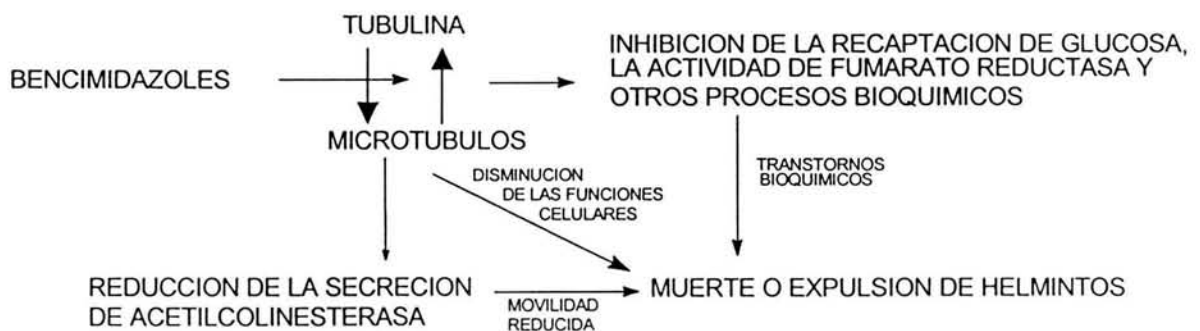 TUBULINA
BENCIMIDAZOLES
INHIBICION DE LA RECAPTACION DE GLUCOSA,
LA ACTIVIDAD DE FUMARATO REDUCTASA Y
OTROS PROCESOS BIOQUIMICOS
MICROTUBULOS
DISMINUCION
DE LAS FUNCIONES
CELULARES
TRANSTORNOS
BIOQUIMICOS
REDUCCION DE LA SECRECION
DE ACETILCOLINESTERASA
MOVILIDAD
REDUCIDA
MUERTE O EXPULSION DE HELMINTOS